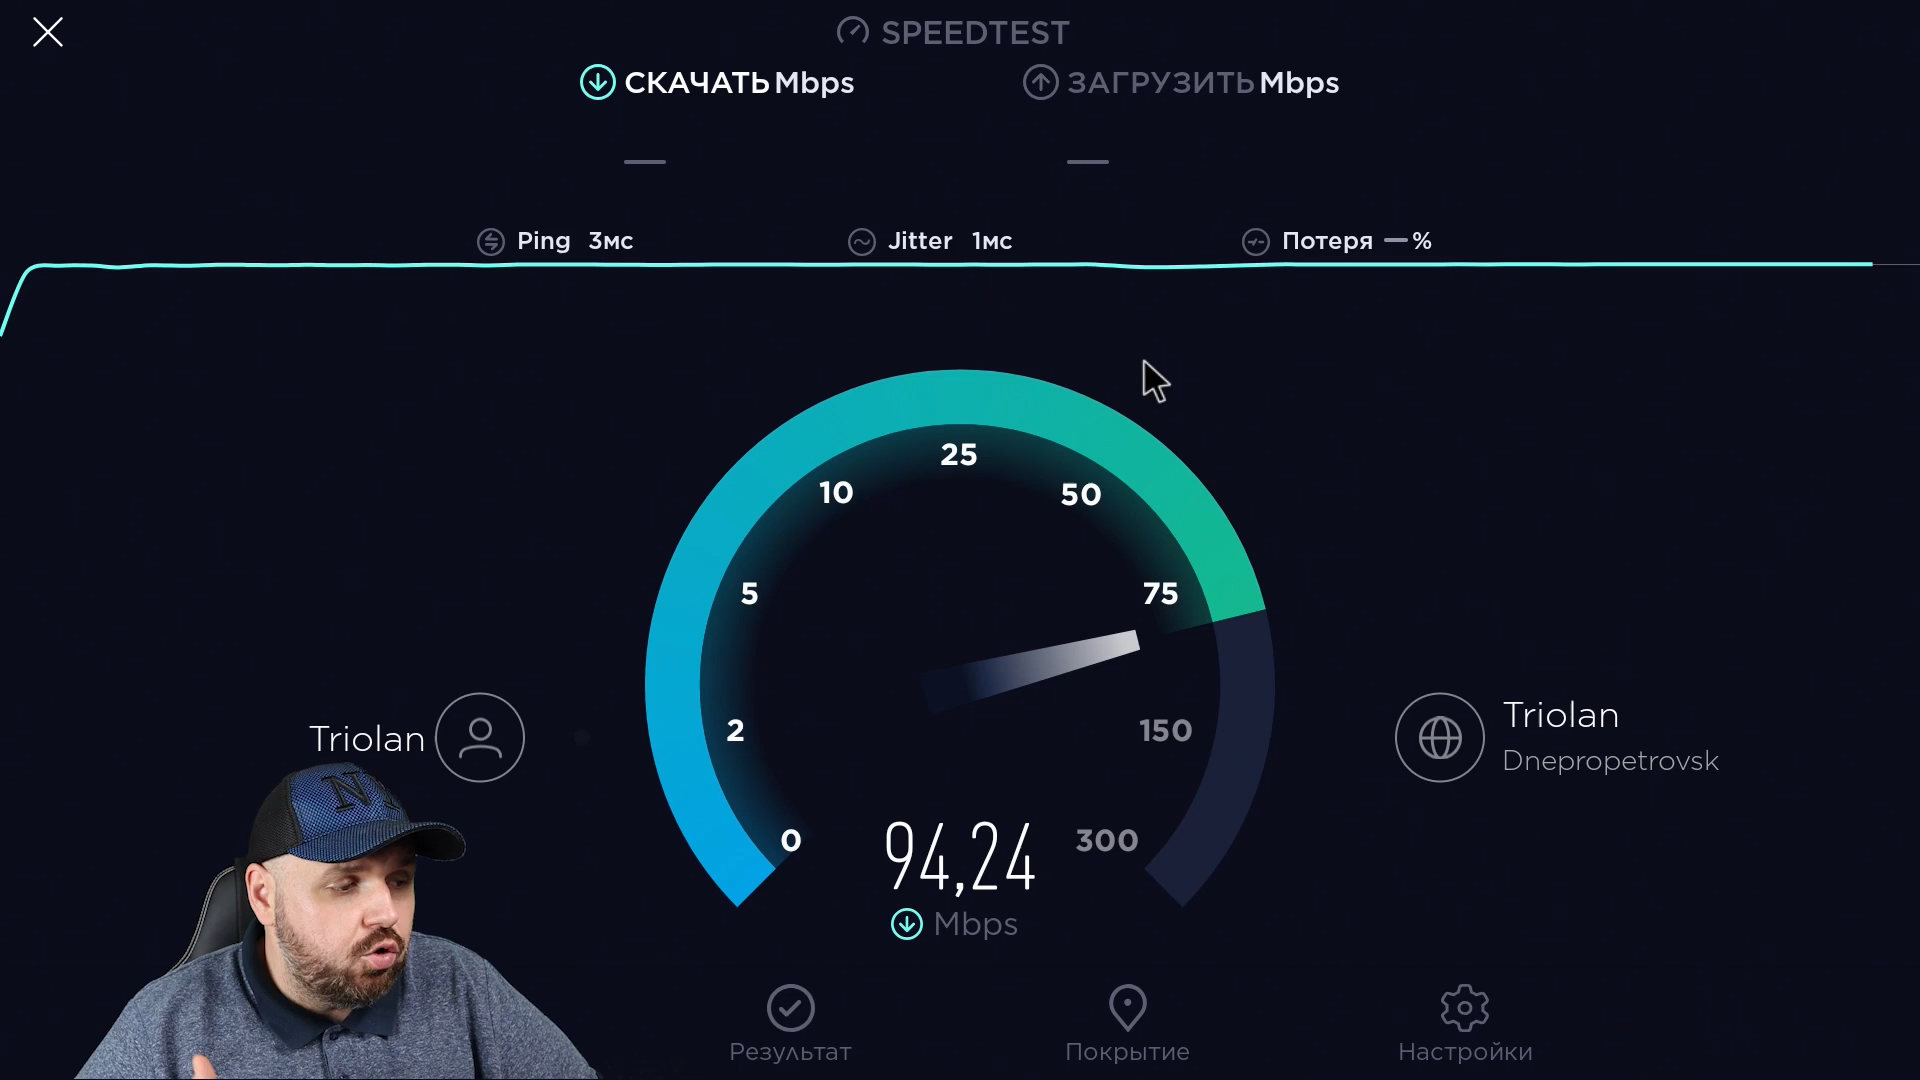 SPEEDTEST
СКАЧАТЬ Mbps
ЗАГРУЗИТЬ Mbps
Ping 3мс
Jitter 1мс
Потеря —%
0
2
5
10
25
50
75
150
300
94,24
Mbps
Triolan
Triolan
Dnepropetrovsk
Результат
Покрытие
Настройки